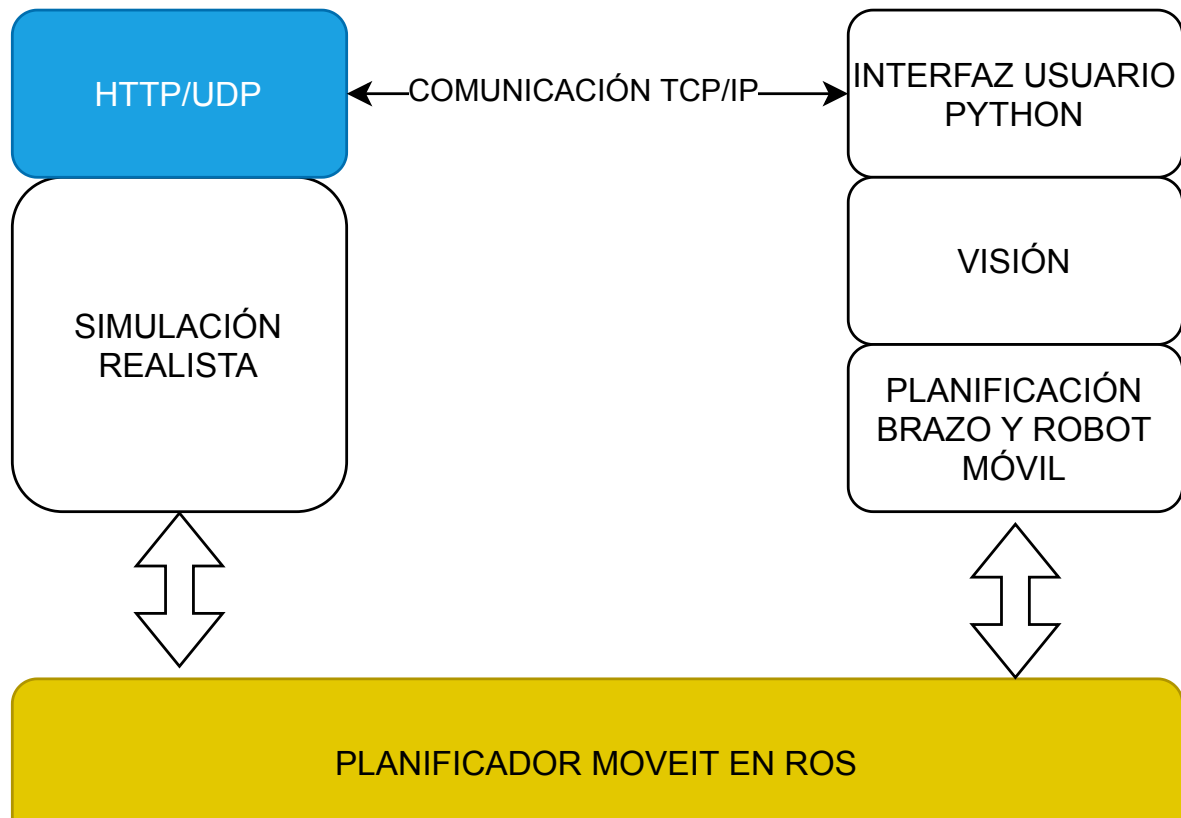 HTTP/UDP
COMUNICACIÓN TCP/IP
INTERFAZ USUARIO
PYTHON
SIMULACIÓN
REALISTA
VISIÓN
PLANIFICACIÓN
BRAZO Y ROBOT
MÓVIL
PLANIFICADOR MOVEIT EN ROS